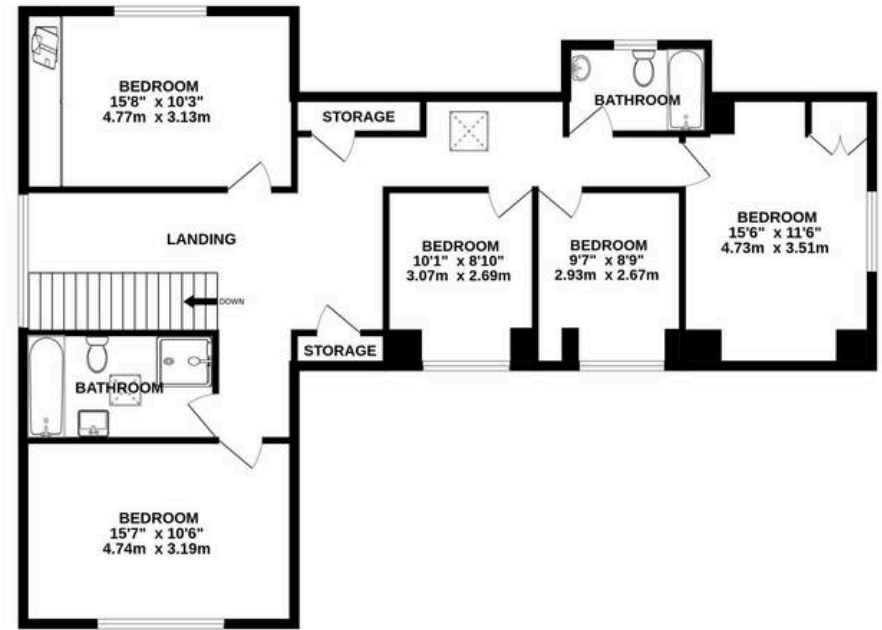 BEDROOM
15'8" x 10'3"
4.77m x 3.13m
STORAGE
BATHROOM
LANDING
DOWN
BEDROOM
10'1" x 8'10"
3.07m x 2.69m
BEDROOM
9'7" x 8'9"
2.93m x 2.67m
BEDROOM
15'6" x 11'6"
4.73m x 3.51m
STORAGE
BATHROOM
BEDROOM
15'7" x 10'6"
4.74m x 3.19m